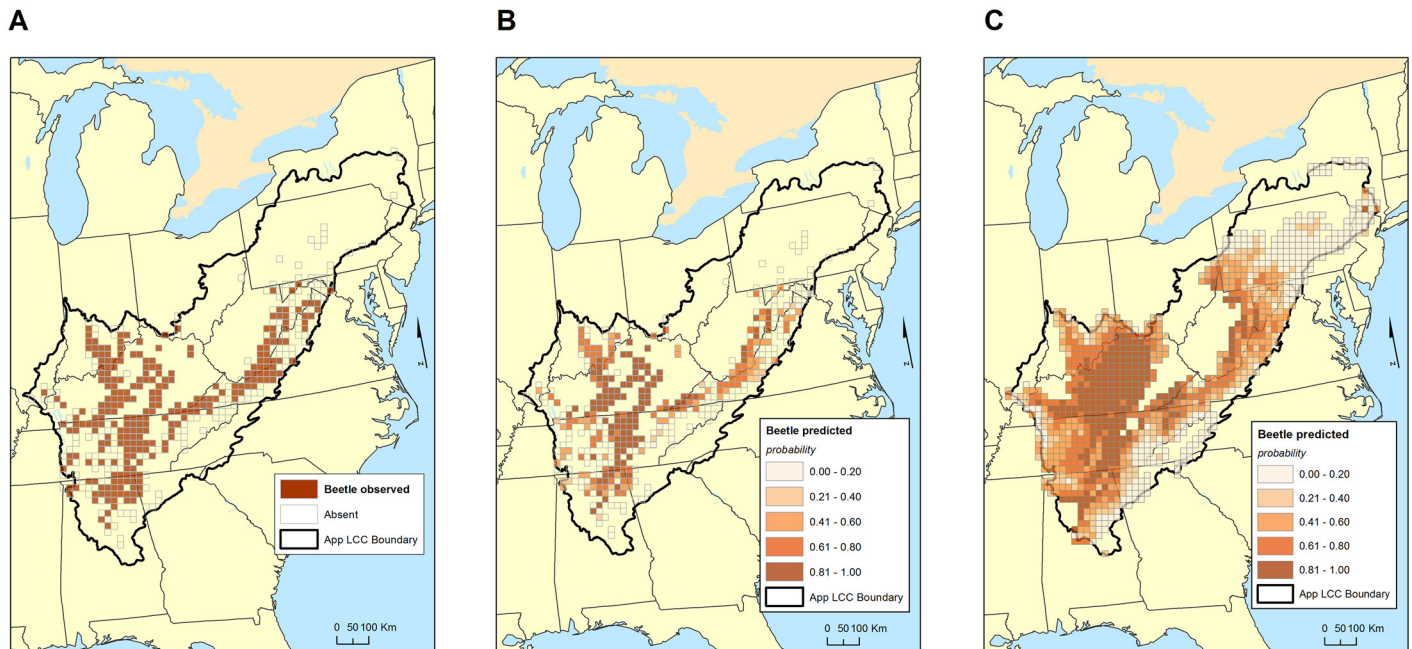 A
Beetle observed
Absent
App LCC Boundary
N
0 50 100 Km
B
Beetle predicted
probability
0.00 - 0.20
0.21 - 0.40
0.41 - 0.60
0.61 - 0.80
0.81 - 1.00
App LCC Boundary
N
0 50 100 Km
C
Beetle predicted
probability
0.00 - 0.20
0.21 - 0.40
0.41 - 0.60
0.61 - 0.80
0.81 - 1.00
App LCC Boundary
N
0 50 100 Km